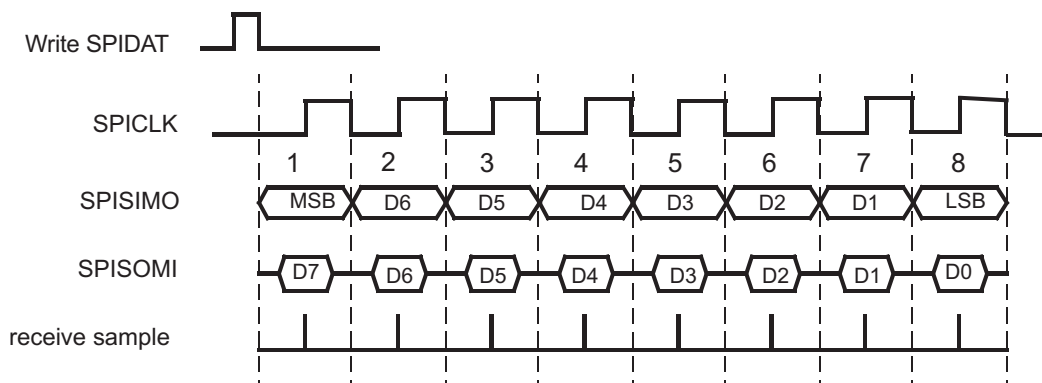 Write SPIDAT
SPICLK
1 2 3 4 5 6 7 8
SPISIMO MSB D6 D5 D4 D3 D2 D1 LSB
SPISOMI D7 D6 D5 D4 D3 D2 D1 D0
receive sample